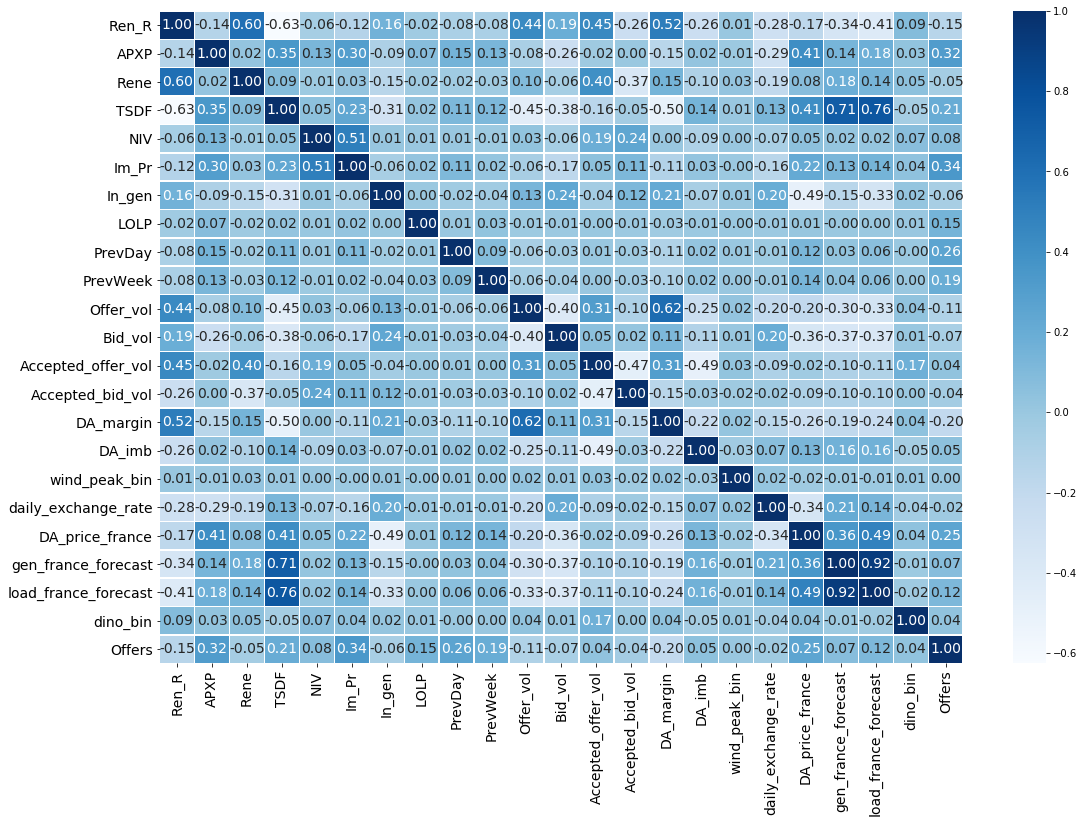 Ren_R 1.00 -0.14 0.60 -0.63 -0.06 -0.12 0.16 -0.02 -0.08 -0.08 0.44 0.19 0.45 -0.26 0.52 -0.26 0.01 -0.28 -0.17 -0.34 -0.41 0.09 -0.15
APXP -0.14 1.00 0.02 0.35 0.13 0.30 -0.09 0.07 0.15 0.13 -0.08 -0.26 -0.02 0.00 -0.15 0.02 -0.01 -0.29 0.41 0.14 0.18 0.03 0.32
Rene 0.60 0.02 1.00 0.09 -0.01 0.03 -0.15 -0.02 -0.02 -0.03 0.10 -0.06 0.40 -0.37 0.15 -0.10 0.03 -0.19 0.08 0.18 0.14 0.05 -0.05
TSDF -0.63 0.35 0.09 1.00 0.05 0.23 -0.31 0.02 0.11 0.12 -0.45 -0.38 -0.16 -0.05 -0.50 0.14 0.01 0.13 0.41 0.71 0.76 -0.05 0.21
NIV -0.06 0.13 -0.01 0.05 1.00 0.51 0.01 0.01 0.01 -0.01 0.03 -0.06 0.19 0.24 0.00 -0.09 0.00 -0.07 0.05 0.02 0.02 0.07 0.08
Im_Pr -0.12 0.30 0.03 0.23 0.51 1.00 -0.06 0.02 0.11 0.02 -0.06 -0.17 0.05 0.11 -0.11 0.03 -0.00 -0.16 0.22 0.13 0.14 0.04 0.34
In_gen 0.16 -0.09 -0.15 -0.31 0.01 -0.06 1.00 0.00 -0.02 -0.04 0.13 0.24 -0.04 0.12 0.21 -0.07 0.01 0.20 -0.49 -0.15 -0.33 0.02 -0.06
LOLP -0.02 0.07 -0.02 0.02 0.01 0.02 0.00 1.00 0.01 0.03 -0.01 -0.01 -0.00 -0.01 -0.03 0.01 -0.00 -0.01 0.01 -0.00 0.00 0.01 0.15
PrevDay -0.08 0.15 -0.02 0.11 0.01 0.11 -0.02 0.01 1.00 0.09 -0.06 -0.03 0.01 -0.03 -0.11 0.02 0.01 -0.01 0.12 0.03 0.06 -0.00 0.26
PrevWeek -0.08 0.13 -0.03 0.12 -0.01 0.02 -0.04 0.03 0.09 1.00 -0.06 -0.04 0.00 -0.03 -0.10 0.02 0.00 -0.01 0.14 0.04 0.06 0.00 0.19
Offer_vol 0.44 -0.08 0.10 -0.45 0.03 -0.06 0.13 -0.01 -0.06 -0.06 1.00 -0.40 0.31 -0.10 0.62 -0.25 0.02 -0.20 -0.20 -0.30 -0.33 0.04 -0.11
Bid_vol 0.19 -0.26 -0.06 -0.38 -0.06 -0.17 0.24 -0.01 -0.03 -0.04 -0.40 1.00 0.05 0.02 0.11 -0.11 0.01 0.20 -0.36 -0.37 -0.37 0.01 -0.07
Accepted_offer_vol 0.45 -0.02 0.40 -0.16 0.19 0.05 -0.04 -0.00 0.01 0.00 0.31 0.05 1.00 -0.47 0.31 -0.49 0.03 -0.09 -0.02 -0.10 -0.11 0.17 0.04
Accepted_bid_vol -0.26 0.00 -0.37 -0.05 0.24 0.11 0.12 -0.01 -0.03 -0.03 -0.10 0.02 -0.47 1.00 -0.15 -0.03 -0.02 -0.02 -0.09 -0.10 -0.10 0.00 -0.04
DA_margin 0.52 -0.15 0.15 -0.50 0.00 -0.11 0.21 -0.03 -0.11 -0.10 0.62 0.11 0.31 -0.15 1.00 -0.22 0.02 -0.15 -0.26 -0.19 -0.24 0.04 -0.20
DA_imb -0.26 0.02 -0.10 0.14 -0.09 0.03 -0.07 0.01 0.02 0.02 -0.25 -0.11 -0.49 -0.03 -0.22 1.00 -0.03 0.07 0.13 0.16 0.16 -0.05 0.05
wind_peak_bin 0.01 -0.01 0.03 0.01 0.00 -0.00 0.01 -0.00 0.01 0.00 0.02 0.01 0.03 -0.02 0.02 -0.03 1.00 0.02 -0.02 -0.01 -0.01 0.01 0.00
daily_exchange_rate -0.28 -0.29 -0.19 0.13 -0.07 -0.16 0.20 -0.01 -0.01 -0.01 -0.20 0.20 -0.09 -0.02 -0.15 0.07 0.02 1.00 -0.34 0.21 0.14 -0.04 -0.02
DA_price_france -0.17 0.41 0.08 0.41 0.05 0.22 -0.49 0.01 0.12 0.14 -0.20 -0.36 -0.02 -0.09 -0.26 0.13 -0.02 -0.34 1.00 0.36 0.49 0.04 0.25
gen_france_forecast -0.34 0.14 0.18 0.71 0.02 0.13 -0.15 -0.00 0.03 0.04 -0.30 -0.37 -0.10 -0.10 -0.19 0.16 -0.01 0.21 0.36 1.00 0.92 -0.01 0.07
load_france_forecast -0.41 0.18 0.14 0.76 0.02 0.14 -0.33 0.00 0.06 0.06 -0.33 -0.37 -0.11 -0.10 -0.24 0.16 -0.01 0.14 0.49 0.92 1.00 -0.02 0.12
dino_bin 0.09 0.03 0.05 -0.05 0.07 0.04 0.02 0.01 -0.00 0.00 0.04 0.01 0.17 0.00 0.04 -0.05 0.01 -0.04 0.04 -0.01 -0.02 1.00 0.04
Offers -0.15 0.32 -0.05 0.21 0.08 0.34 -0.06 0.15 0.26 0.19 -0.11 -0.07 0.04 -0.04 -0.20 0.05 0.00 -0.02 0.25 0.07 0.12 0.04 1.00
Ren_R APXP Rene TSDF NIV Im_Pr In_gen LOLP PrevDay PrevWeek Offer_vol Bid_vol Accepted_offer_vol Accepted_bid_vol DA_margin DA_imb wind_peak_bin daily_exchange_rate DA_price_france gen_france_forecast load_france_forecast dino_bin Offers
1.0
0.8
0.6
0.4
0.2
0.0
−0.2
−0.4
−0.6